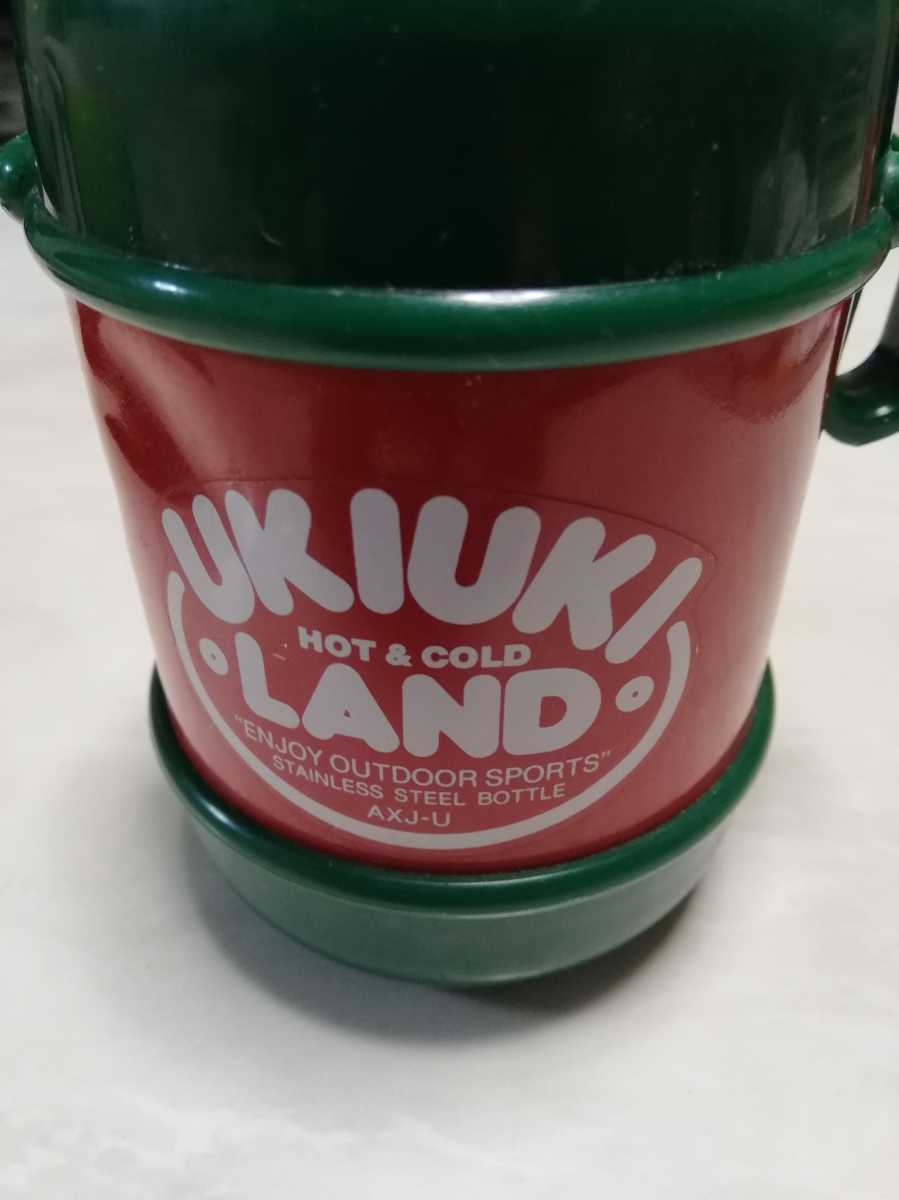 UKIUKI
HOT & COLD
LAND
"ENJOY OUTDOOR SPORTS"
STAINLESS STEEL BOTTLE
AXJ-U